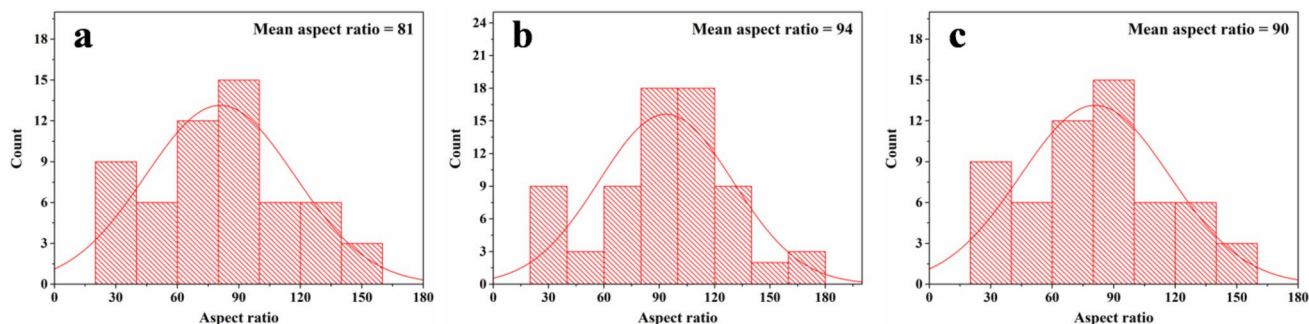 a
Mean aspect ratio = 81
18
15
12
9
6
3
0
Count
0 30 60 90 120 150 180
Aspect ratio
b
Mean aspect ratio = 94
24
21
18
15
12
9
6
3
0
Count
0 30 60 90 120 150 180
Aspect ratio
c
Mean aspect ratio = 90
18
15
12
9
6
3
0
Count
0 30 60 90 120 150 180
Aspect ratio